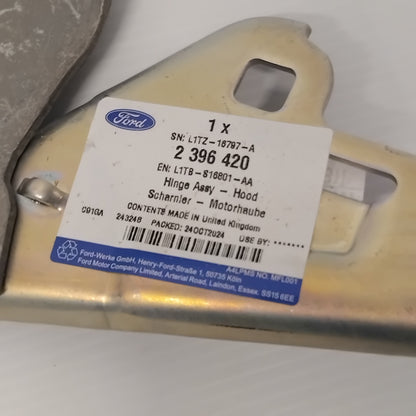 Ford
1 x
SN: L1TZ-16797-A
2 396 420
EN: L1TB-S16801-AA
Hinge Assy - Hood
Scharnier - Motorhaube
CONTENTS MADE IN United Kingdom
C91GA 243248 PACKED: 24OCT2024 USE BY: *******
A4LPMS NO. MFL001
Ford-Werke GmbH, Henry-Ford-Straße 1, 50735 Köln
Ford Motor Company Limited, Arterial Road, Laindon, Essex. SS15 6EE